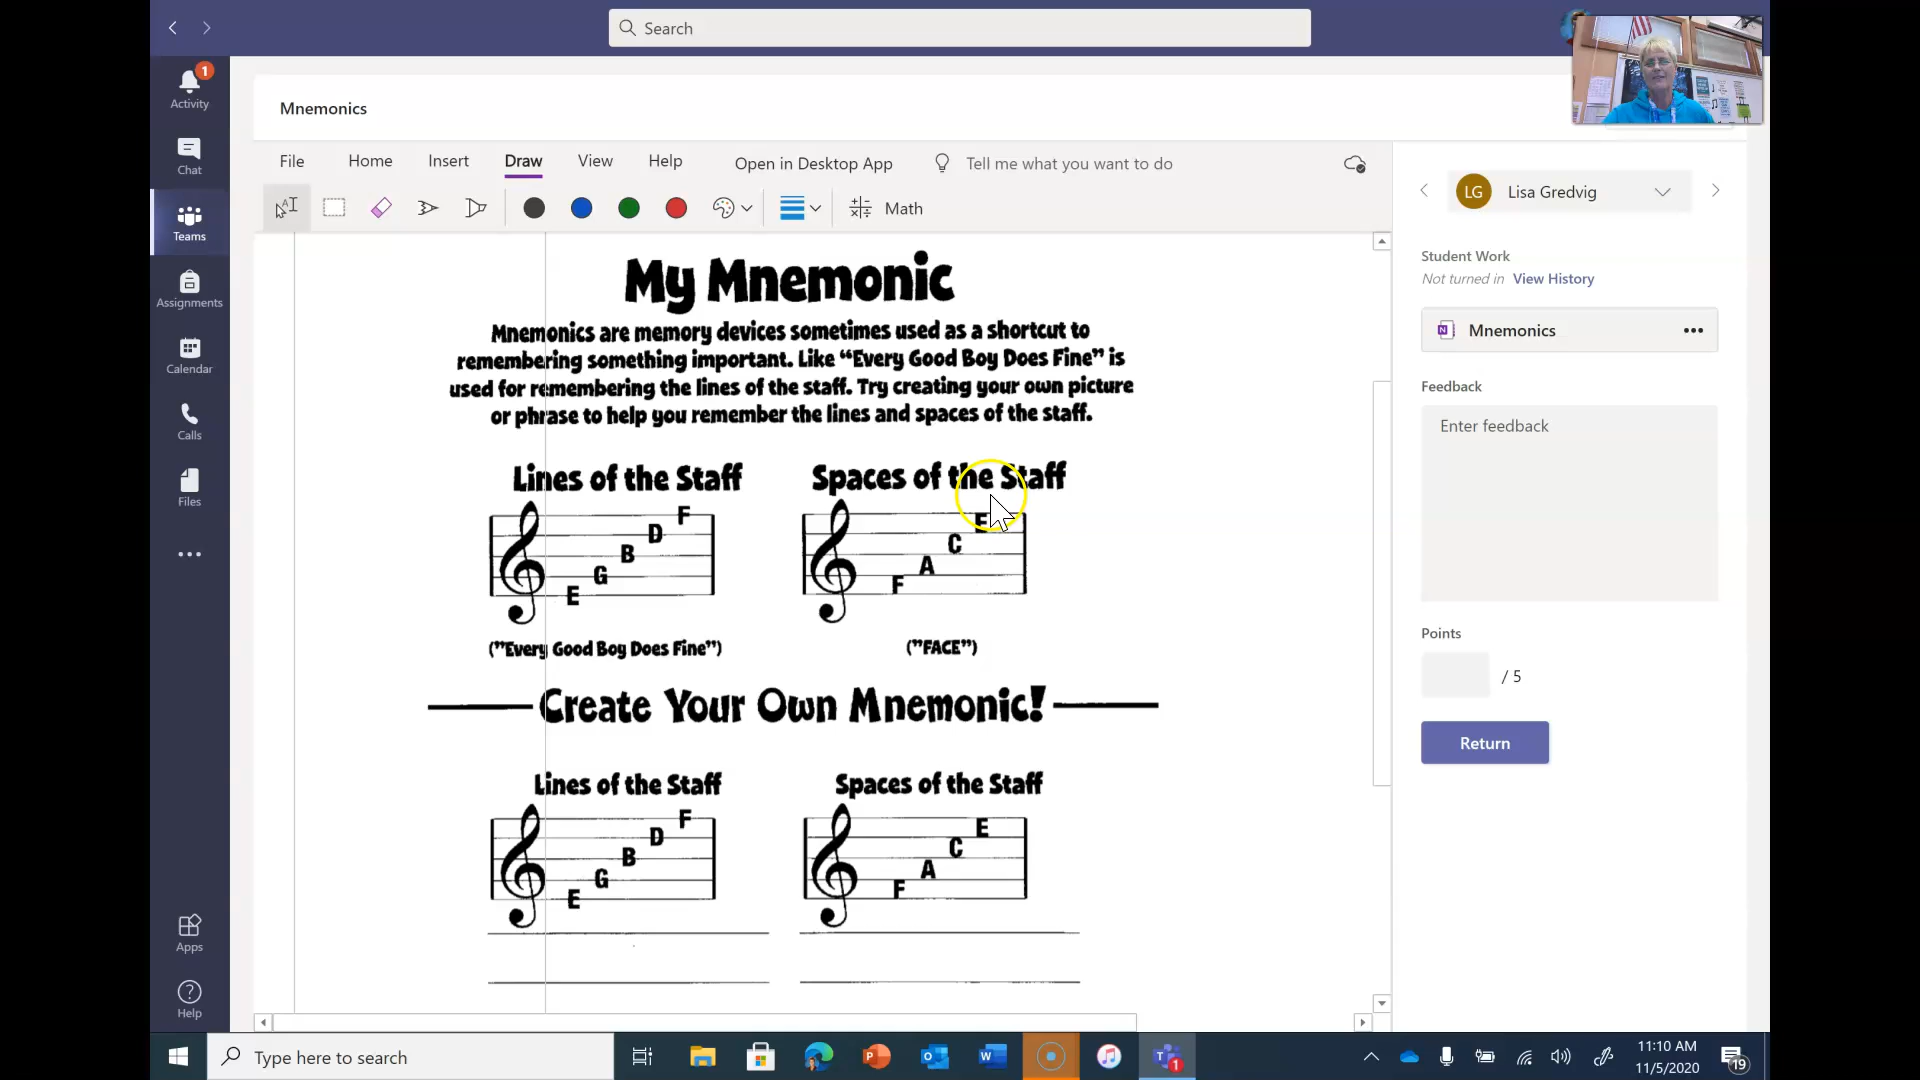 Search
1
Activity
Chat
Teams
Assignments
Calendar
Calls
Files
Apps
Help
Mnemonics
File Home Insert Draw View Help Open in Desktop App Tell me what you want to do
Math
My Mnemonic
Mnemonics are memory devices sometimes used as a shortcut to
remembering something important. Like “Every Good Boy Does Fine” is
used for remembering the lines of the staff. Try creating your own picture
or phrase to help you remember the lines and spaces of the staff.
Lines of the Staff Spaces of the Staff
E G B D F
F A C E
("Every Good Boy Does Fine") ("FACE")
Create Your Own Mnemonic!
Lines of the Staff Spaces of the Staff
E G B D F
F A C E
LG Lisa Gredvig
Student Work
Not turned in View History
N Mnemonics
Feedback
Enter feedback
Points
/ 5
Return
Type here to search
P
O
W
T
1
11:10 AM
11/5/2020
19